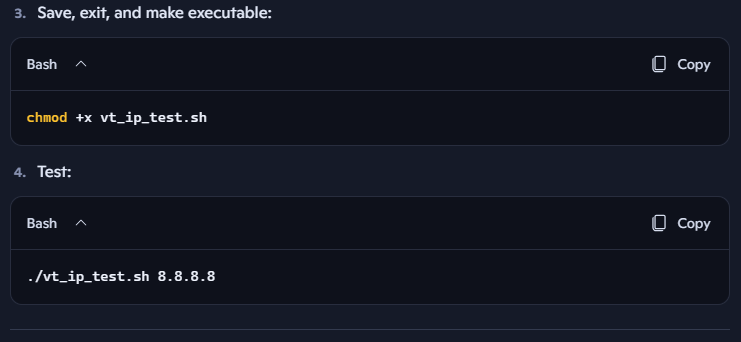 3. Save, exit, and make executable:
Bash
Copy
chmod +x vt_ip_test.sh
4. Test:
Bash
Copy
./vt_ip_test.sh 8.8.8.8